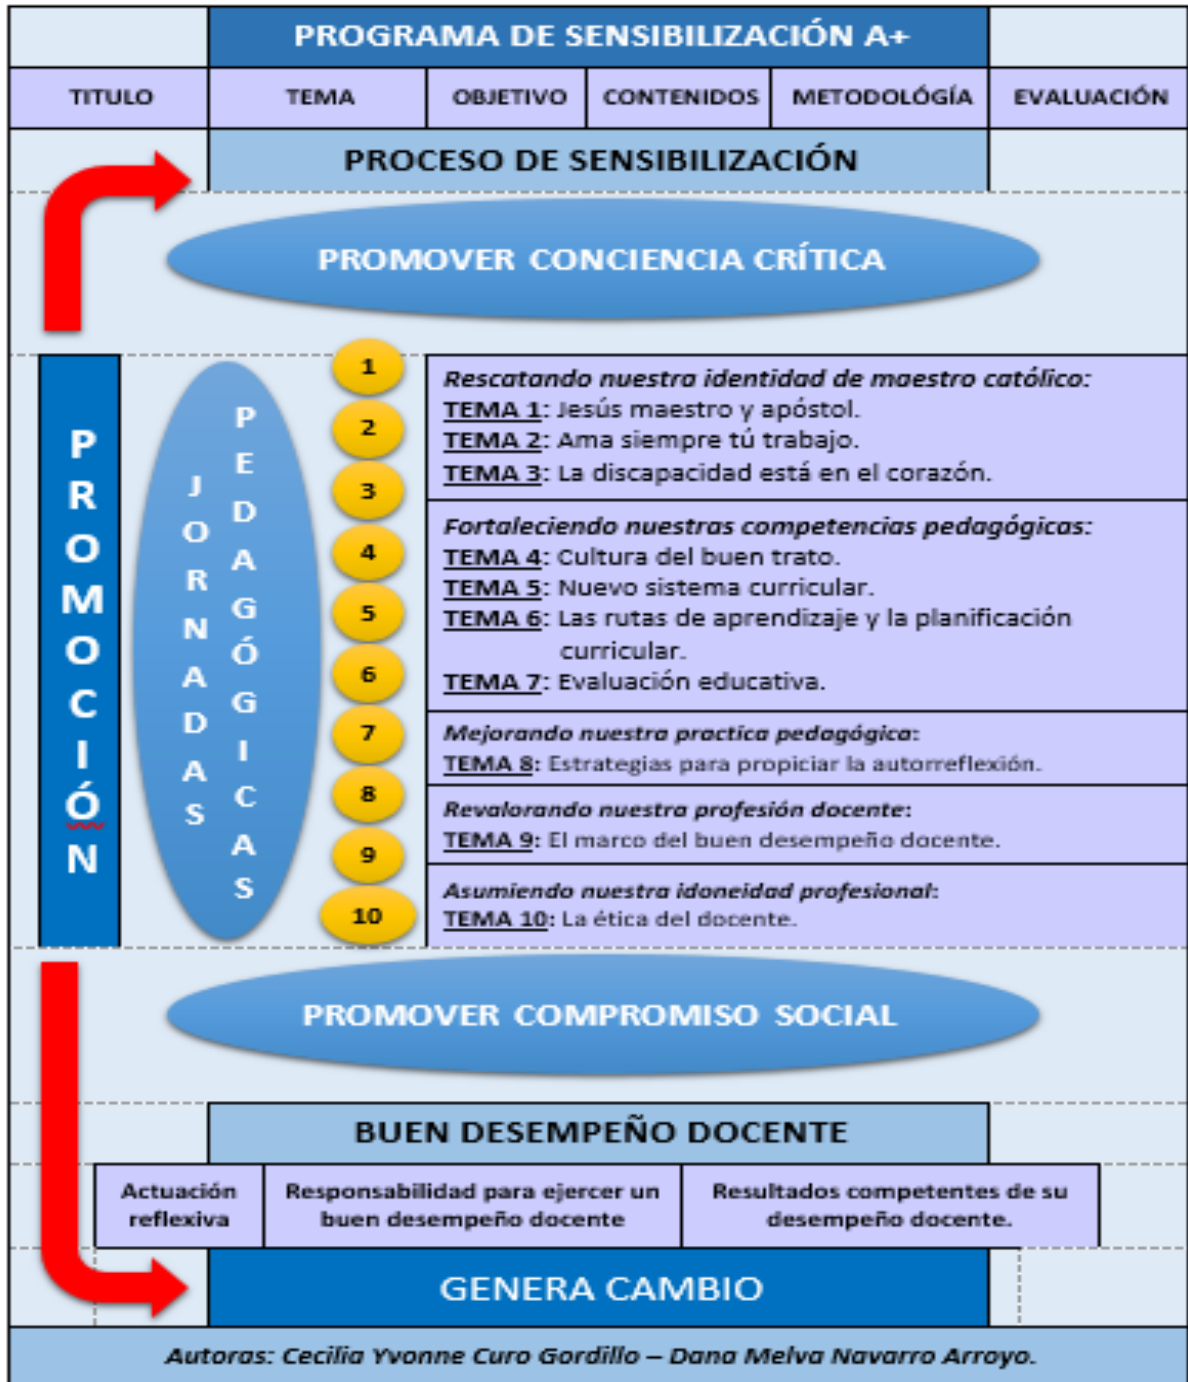 PROGRAMA DE SENSIBILIZACIÓN A+
TITULO TEMA OBJETIVO CONTENIDOS METODOLÓGÍA EVALUACIÓN
PROCESO DE SENSIBILIZACIÓN
PROMOVER CONCIENCIA CRÍTICA
PROMOCIÓN
JORNADAS
PEDAGÓGICAS
1
2
3
4
5
6
7
8
9
10
Rescatando nuestra identidad de maestro católico:
TEMA 1: Jesús maestro y apóstol.
TEMA 2: Ama siempre tú trabajo.
TEMA 3: La discapacidad está en el corazón.
Fortaleciendo nuestras competencias pedagógicas:
TEMA 4: Cultura del buen trato.
TEMA 5: Nuevo sistema curricular.
TEMA 6: Las rutas de aprendizaje y la planificación
curricular.
TEMA 7: Evaluación educativa.
Mejorando nuestra practica pedagógica:
TEMA 8: Estrategias para propiciar la autorreflexión.
Revalorando nuestra profesión docente:
TEMA 9: El marco del buen desempeño docente.
Asumiendo nuestra idoneidad profesional:
TEMA 10: La ética del docente.
PROMOVER COMPROMISO SOCIAL
BUEN DESEMPEÑO DOCENTE
Actuación
reflexiva
Responsabilidad para ejercer un
buen desempeño docente
Resultados competentes de su
desempeño docente.
GENERA CAMBIO
Autoras: Cecilia Yvonne Curo Gordillo – Dana Melva Navarro Arroyo.